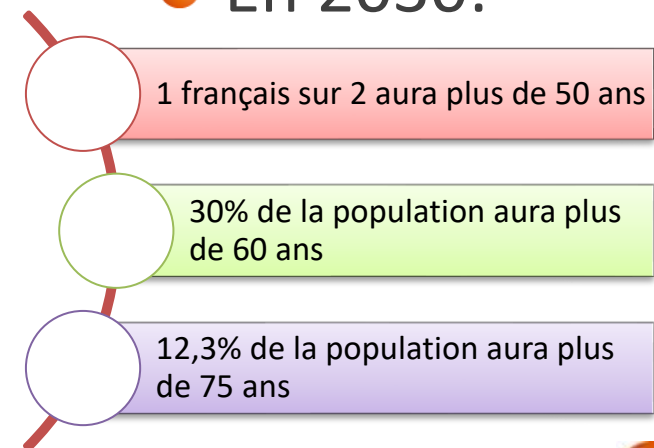 En
1 français sur 2 aura plus de 50 ans
30% de la population aura plus
de 60 ans
12,3% de la population aura plus
de 75 ans